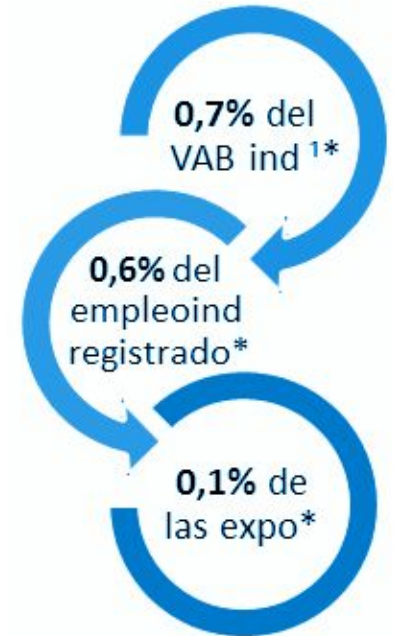 0,7% del
VAB ind ¹*
0,6% del
empleoind
registrado*
0,1% de
las expo*